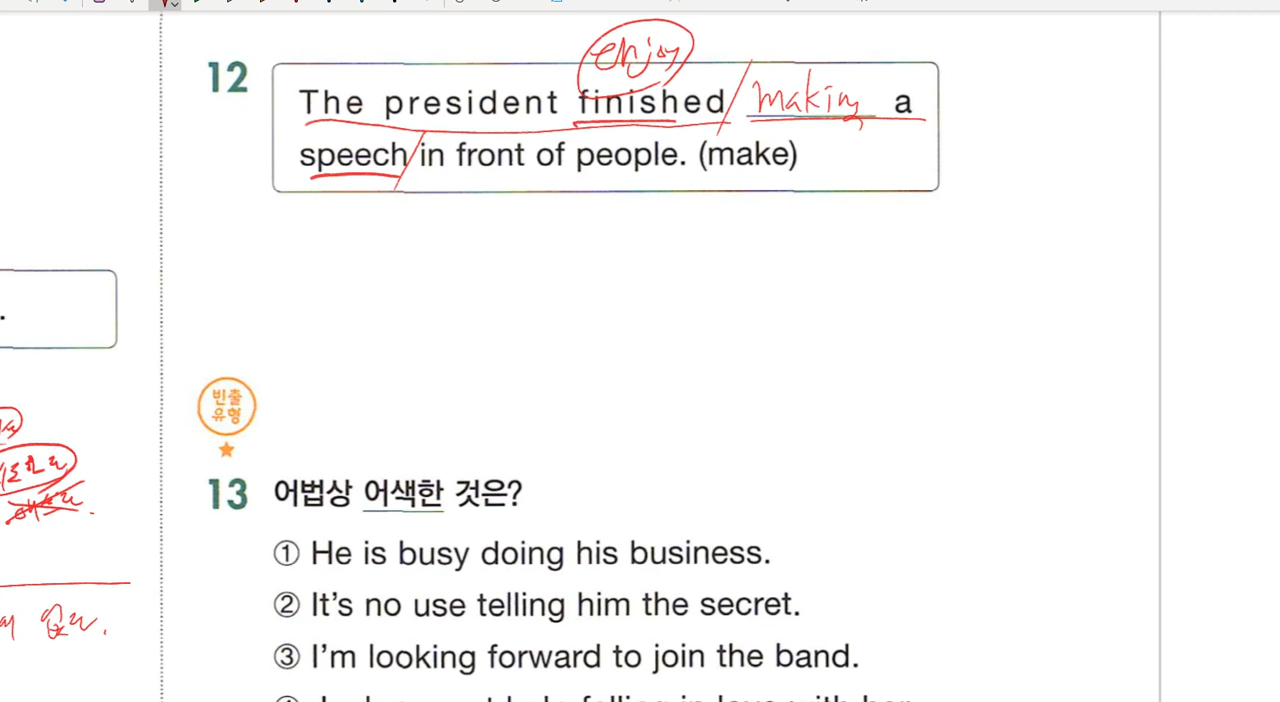 enjoy
12
The president finished making a
speech in front of people. (make)
빈출
유형
13 어법상 어색한 것은?
① He is busy doing his business.
② It's no use telling him the secret.
③ I'm looking forward to join the band.